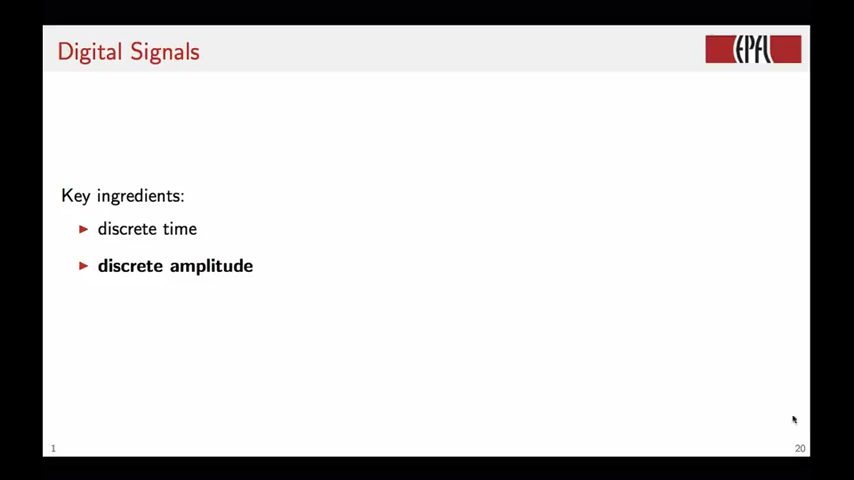 Digital Signals
EPFL
Key ingredients:
discrete time
discrete amplitude
1
20